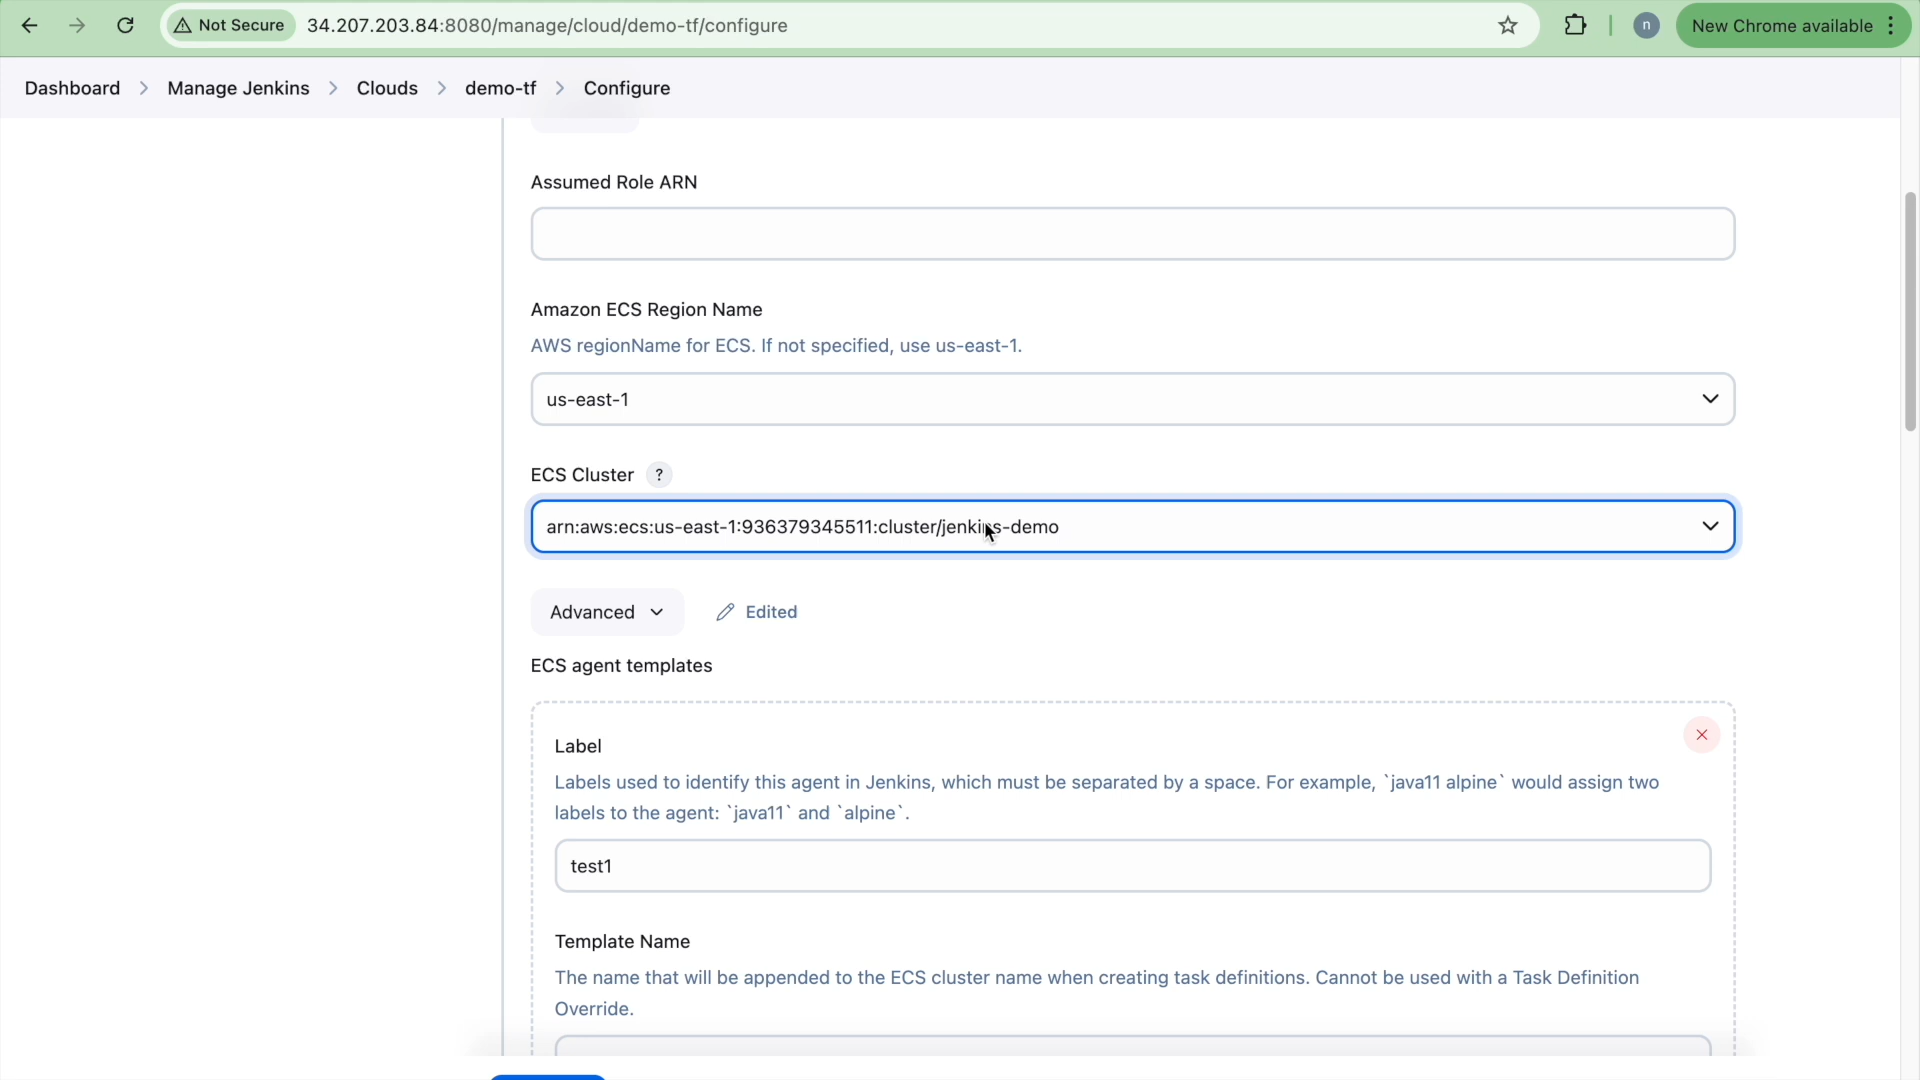 Not Secure 34.207.203.84:8080/manage/cloud/demo-tf/configure n New Chrome available
Dashboard Manage Jenkins Clouds demo-tf Configure
Assumed Role ARN
Amazon ECS Region Name
AWS regionName for ECS. If not specified, use us-east-1.
us-east-1
ECS Cluster ?
arn:aws:ecs:us-east-1:936379345511:cluster/jenkins-demo
Advanced Edited
ECS agent templates
Label
Labels used to identify this agent in Jenkins, which must be separated by a space. For example, `java11 alpine` would assign two
labels to the agent: `java11` and `alpine`.
test1
Template Name
The name that will be appended to the ECS cluster name when creating task definitions. Cannot be used with a Task Definition
Override.